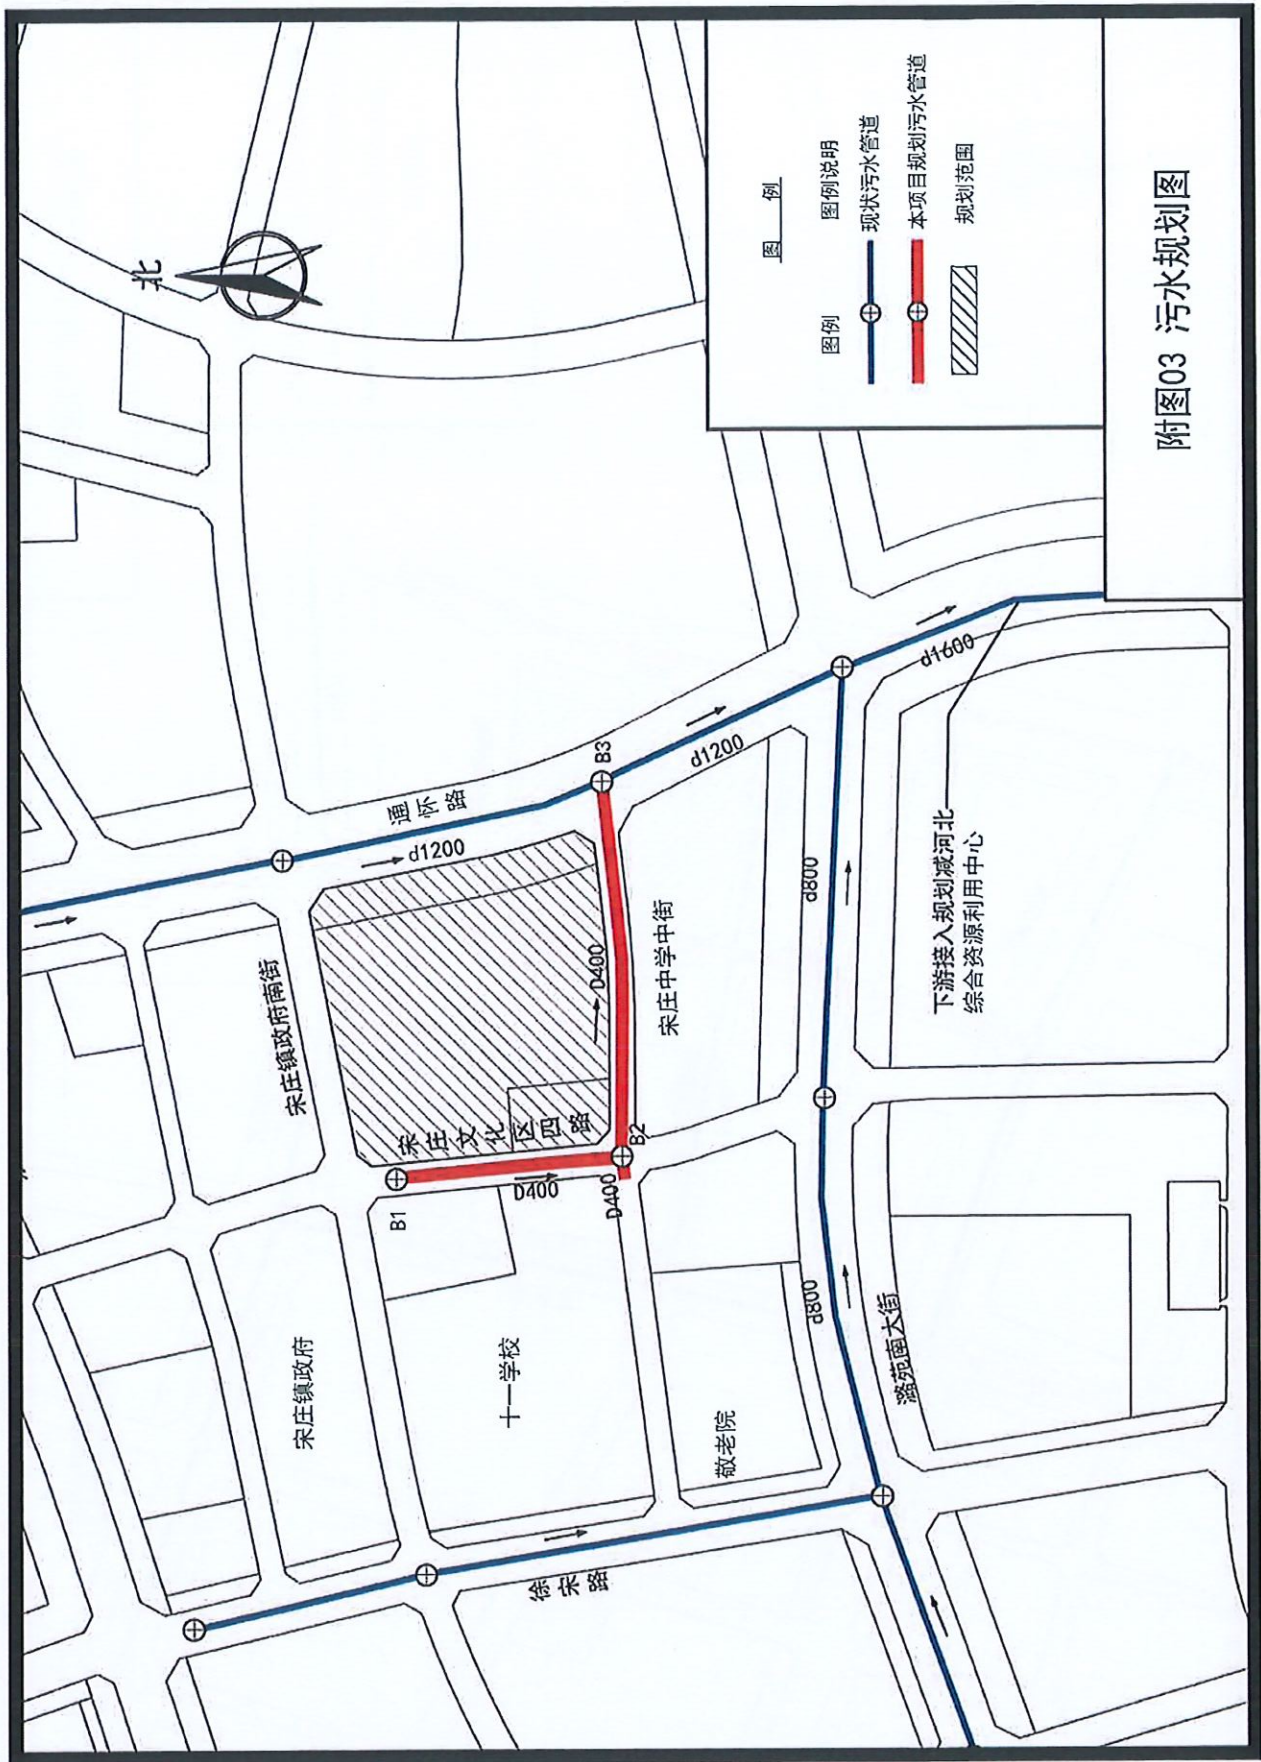 北
图 例
图例 图例说明
现状污水管道
本项目规划污水管道
规划范围
附图03 污水规划图
通怀路
d1200
B3
d1200
d1600
宋庄镇政府南街
宋庄文化区四路
D400
宋庄中学中街
d800
下游接入规划减河北
综合资源利用中心
B1
D400
B2
D400
宋庄镇政府
十一学校
敬老院
d800
潞苑南大街
徐宋路